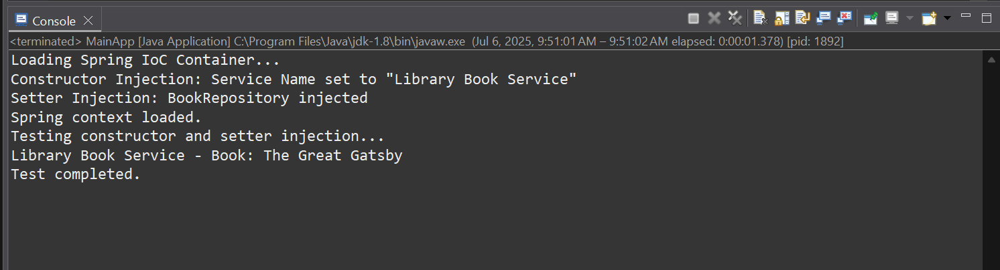 Console
<terminated> MainApp [Java Application] C:\Program Files\Java\jdk-1.8\bin\javaw.exe (Jul 6, 2025, 9:51:01 AM – 9:51:02 AM elapsed: 0:00:01.378) [pid: 1892]
Loading Spring IoC Container...
Constructor Injection: Service Name set to "Library Book Service"
Setter Injection: BookRepository injected
Spring context loaded.
Testing constructor and setter injection...
Library Book Service - Book: The Great Gatsby
Test completed.